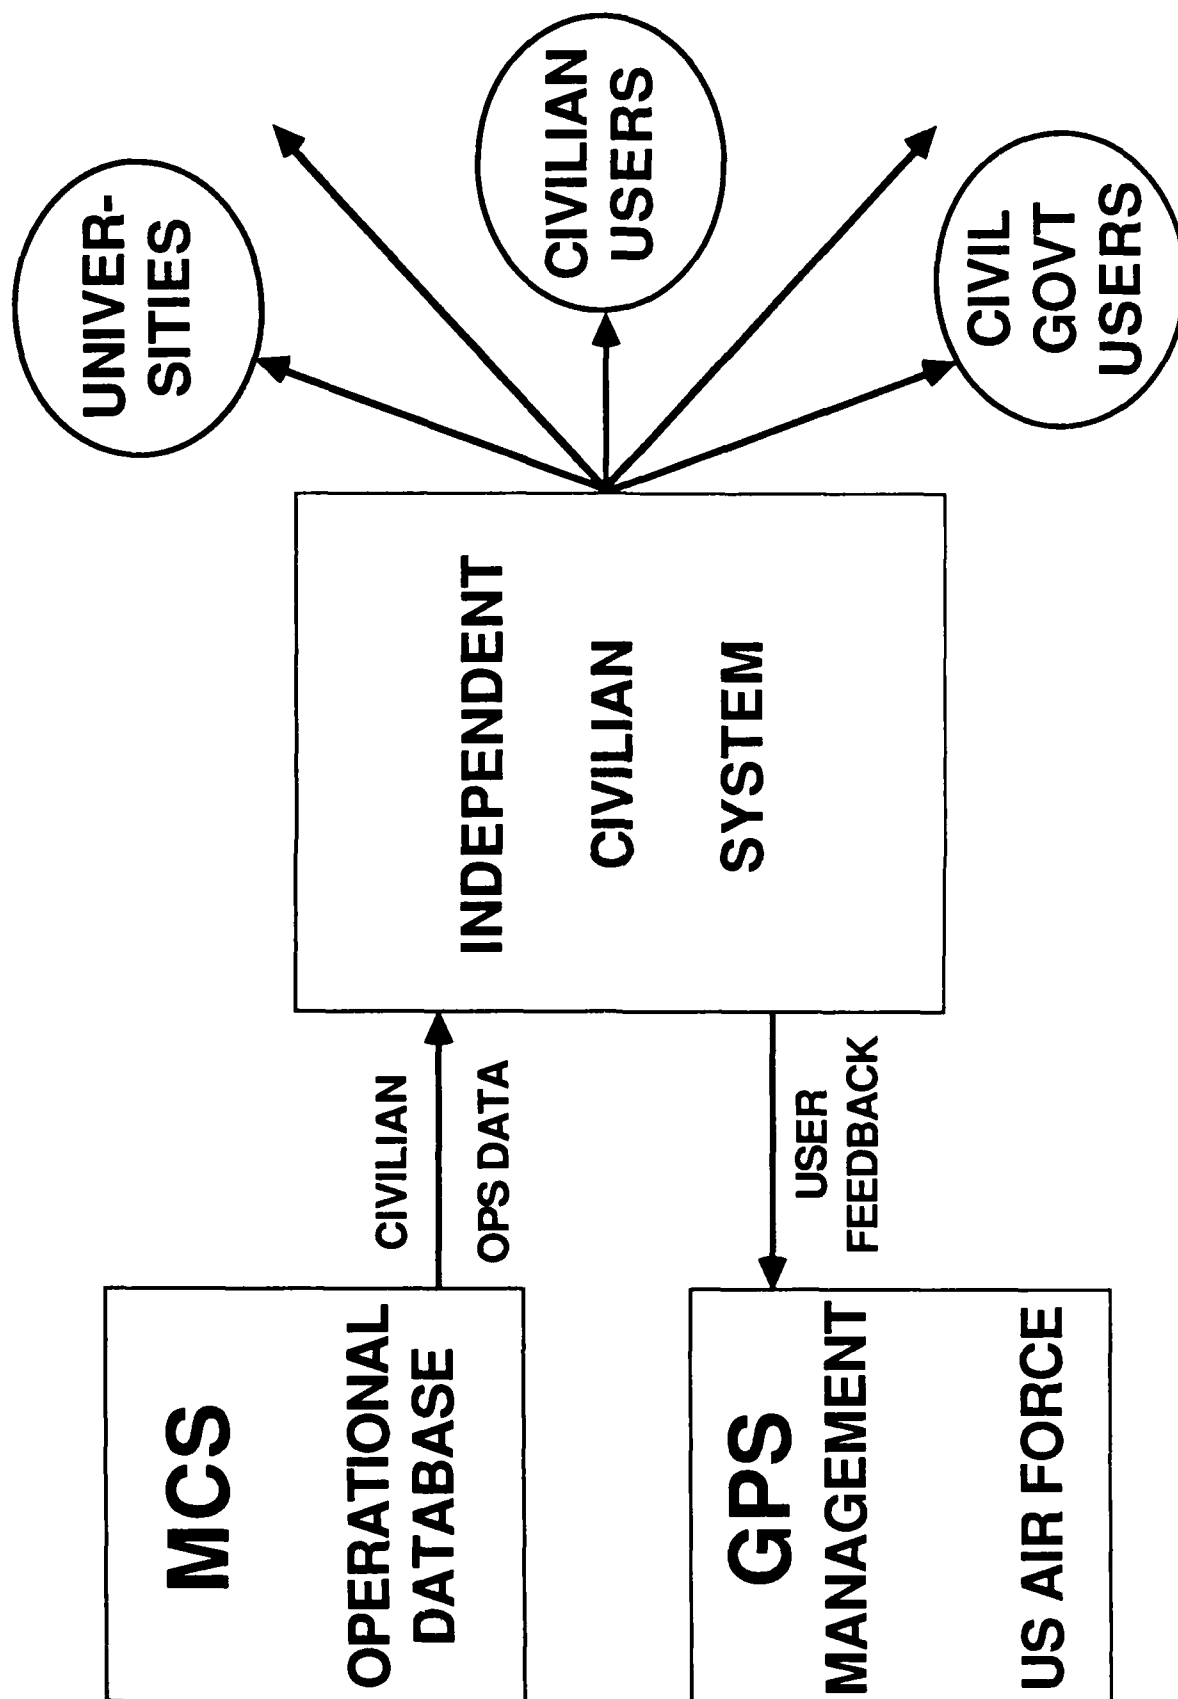 MCS
OPERATIONAL
DATABASE
GPS
MANAGEMENT
US AIR FORCE
CIVILIAN
OPS DATA
USER
FEEDBACK
INDEPENDENT
CIVILIAN
SYSTEM
UNIVER-
SITIES
CIVILIAN
USERS
CIVIL
GOVT
USERS